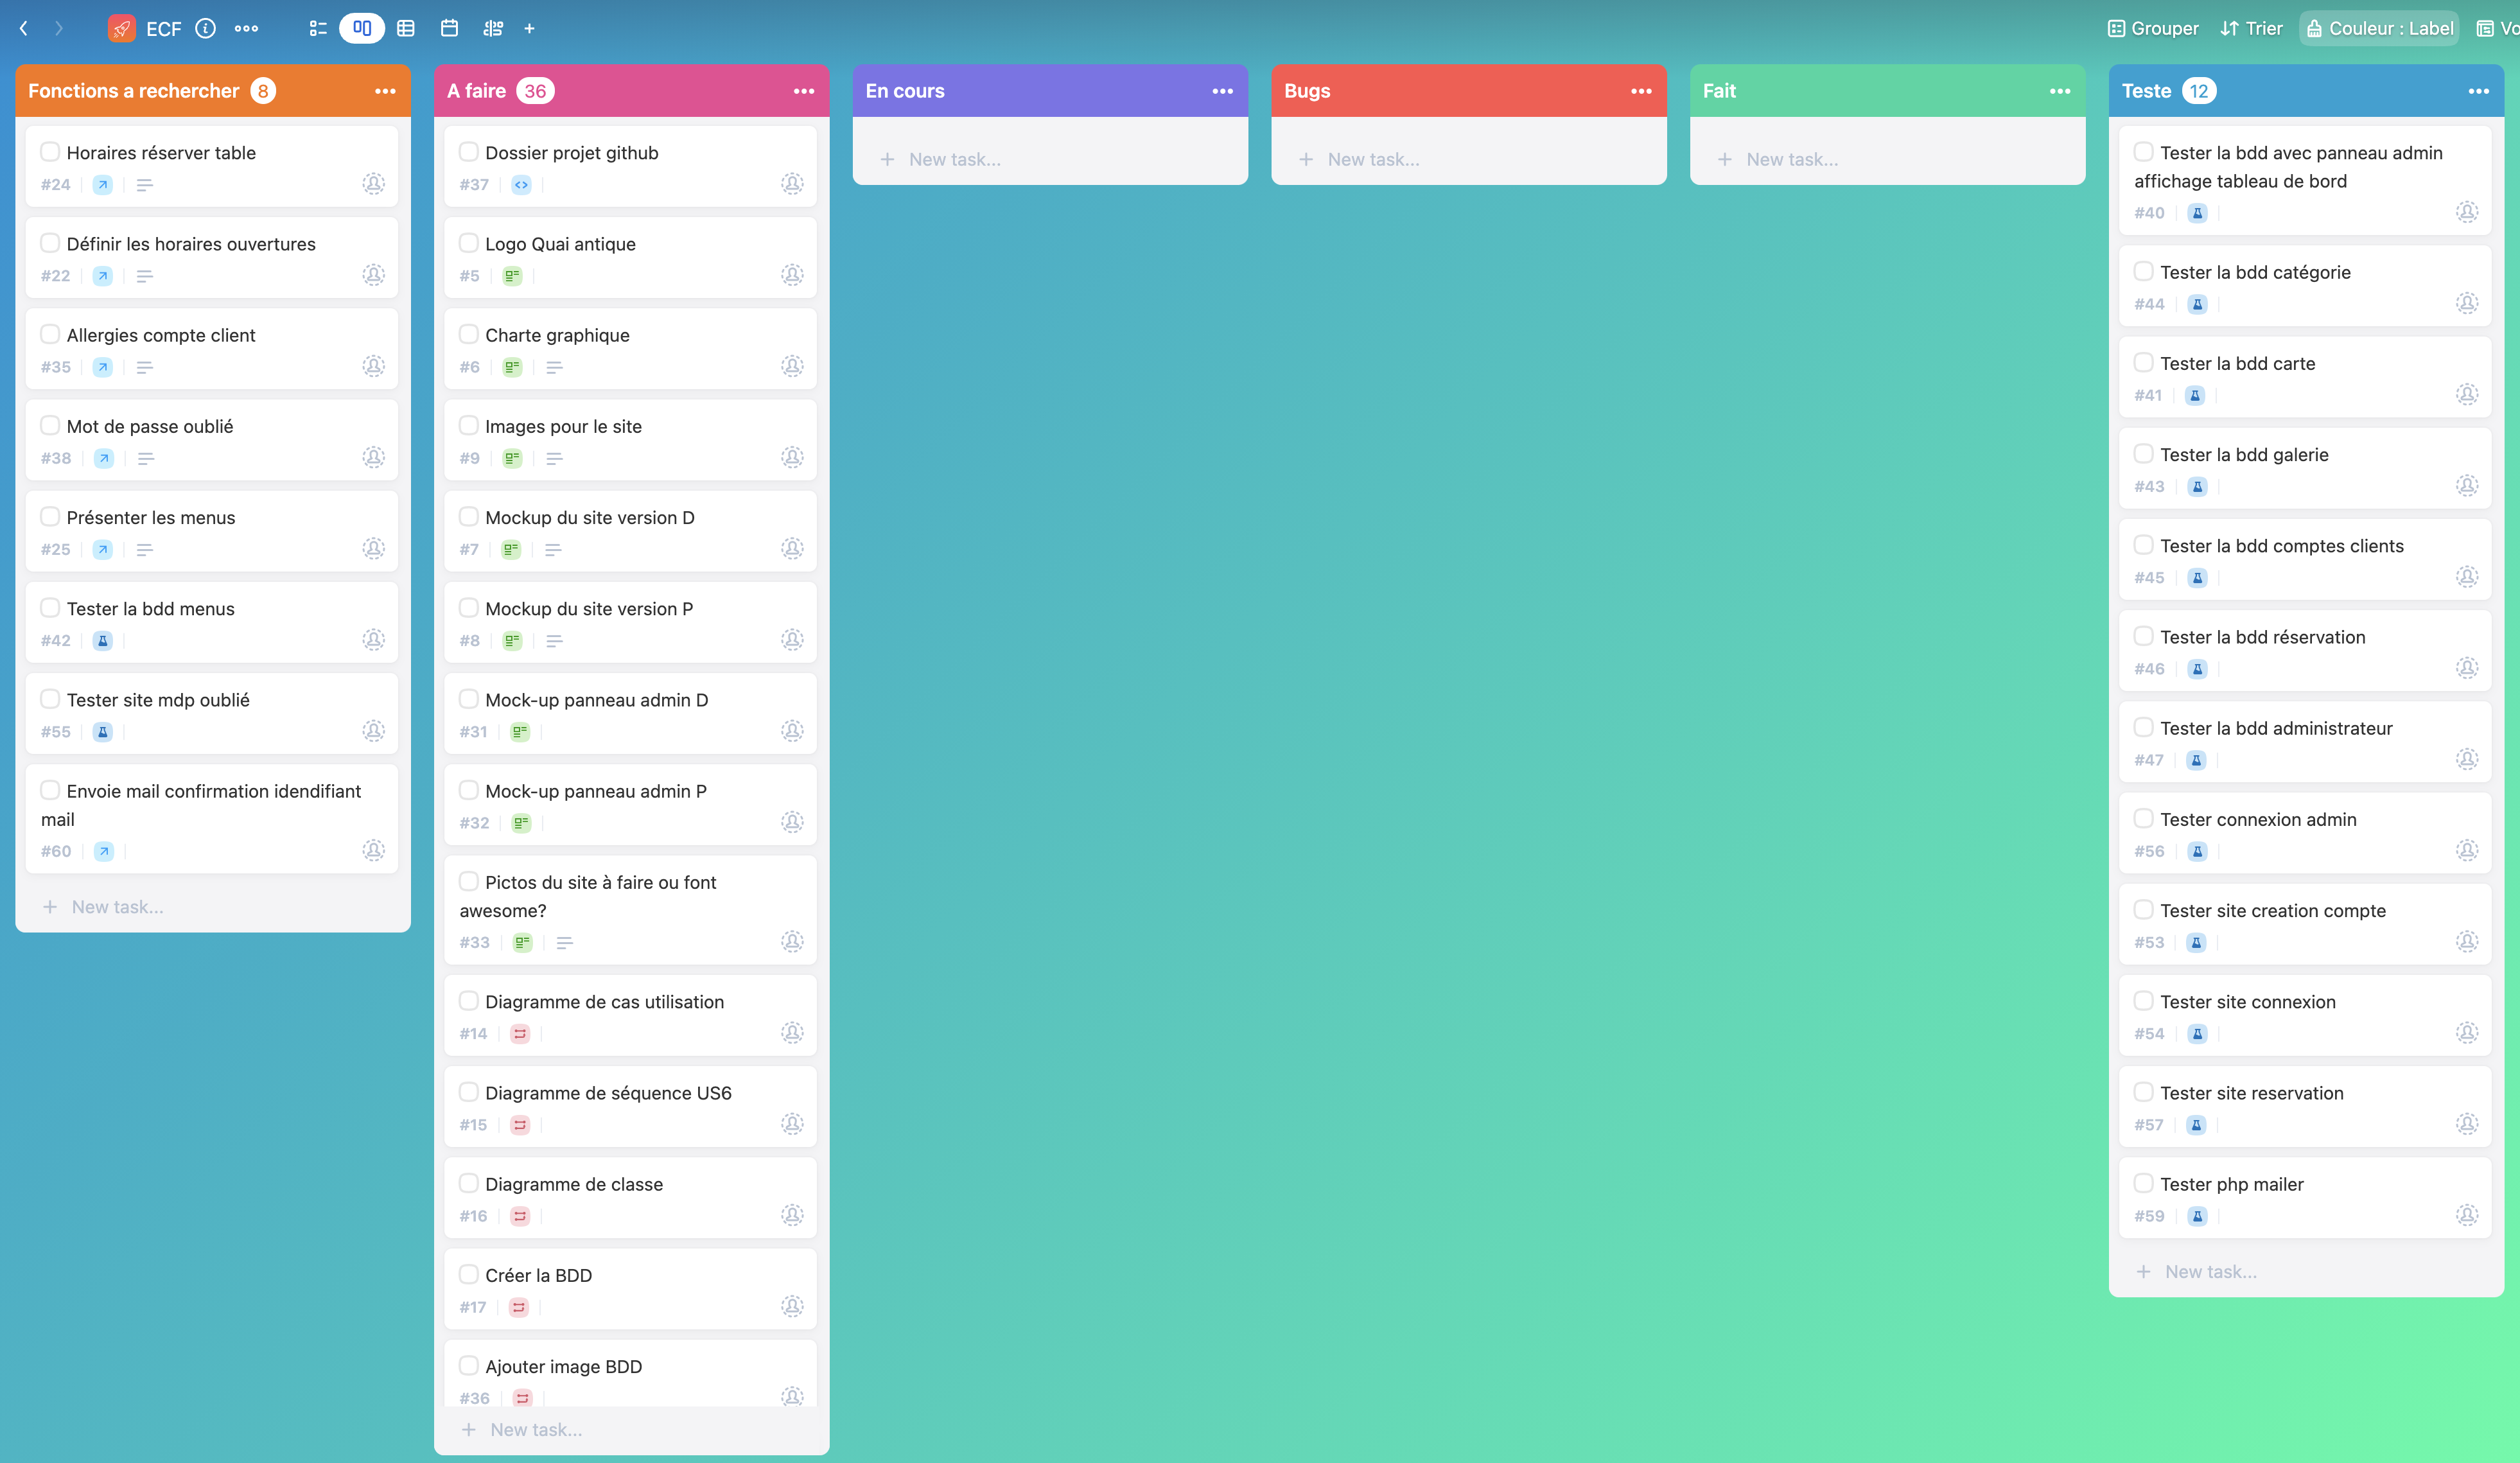 ECF
Grouper
Trier
Couleur : Label
Vo
Fonctions a rechercher 8
Horaires réserver table
#24
Définir les horaires ouvertures
#22
Allergies compte client
#35
Mot de passe oublié
#38
Présenter les menus
#25
Tester la bdd menus
#42
Tester site mdp oublié
#55
Envoie mail confirmation idendifiant
mail
#60
New task...
A faire 36
Dossier projet github
#37
Logo Quai antique
#5
Charte graphique
#6
Images pour le site
#9
Mockup du site version D
#7
Mockup du site version P
#8
Mock-up panneau admin D
#31
Mock-up panneau admin P
#32
Pictos du site à faire ou font
awesome?
#33
Diagramme de cas utilisation
#14
Diagramme de séquence US6
#15
Diagramme de classe
#16
Créer la BDD
#17
Ajouter image BDD
#36
New task...
En cours
New task...
Bugs
New task...
Fait
New task...
Teste 12
Tester la bdd avec panneau admin
affichage tableau de bord
#40
Tester la bdd catégorie
#44
Tester la bdd carte
#41
Tester la bdd galerie
#43
Tester la bdd comptes clients
#45
Tester la bdd réservation
#46
Tester la bdd administrateur
#47
Tester connexion admin
#56
Tester site creation compte
#53
Tester site connexion
#54
Tester site reservation
#57
Tester php mailer
#59
New task...